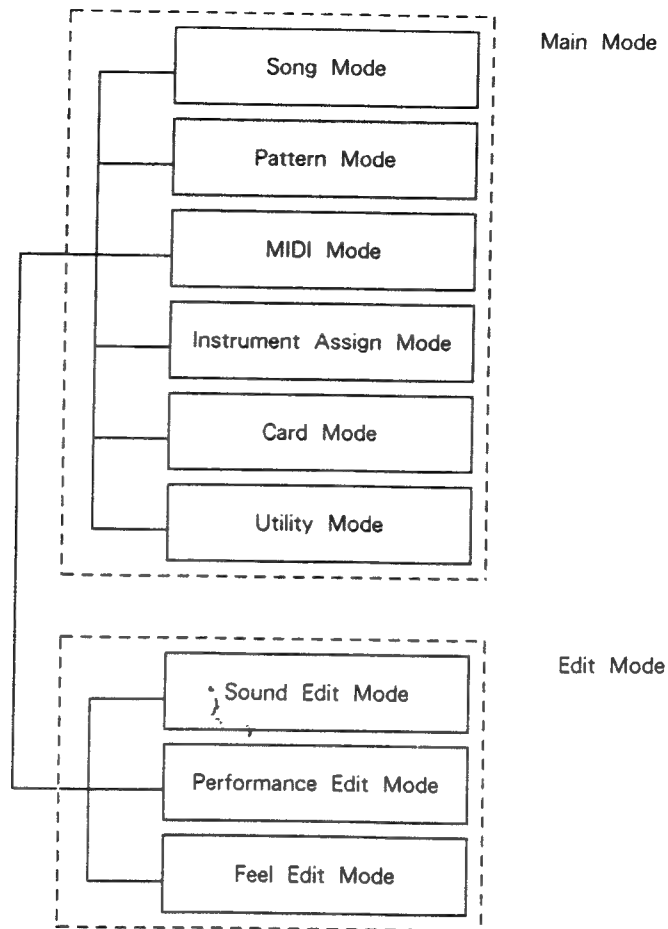 Main Mode
Song Mode
Pattern Mode
MIDI Mode
Instrument Assign Mode
Card Mode
Utility Mode
Edit Mode
Sound Edit Mode
Performance Edit Mode
Feel Edit Mode